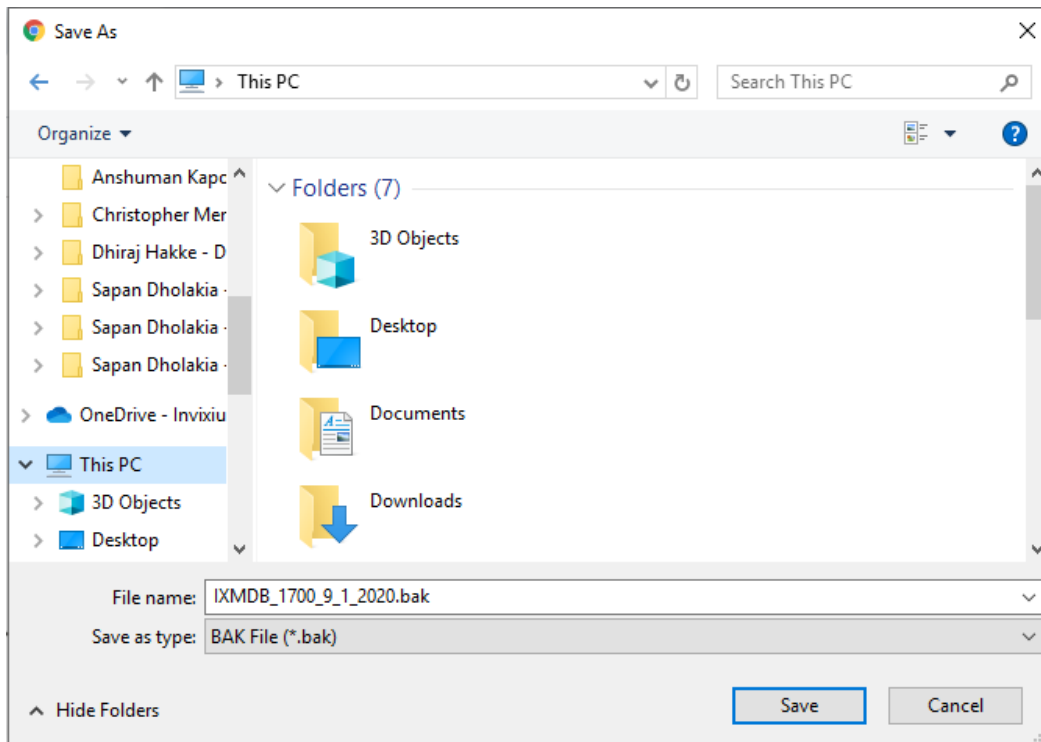 Save As
This PC
Search This PC
Organize
?
Anshuman Kapc
Christopher Mer
Dhiraj Hakke - D
Sapan Dholakia -
Sapan Dholakia -
Sapan Dholakia -
OneDrive - Invixiu
This PC
3D Objects
Desktop
Folders (7)
3D Objects
Desktop
Documents
Downloads
File name: IXMDB_1700_9_1_2020.bak
Save as type: BAK File (*.bak)
Hide Folders
Save
Cancel